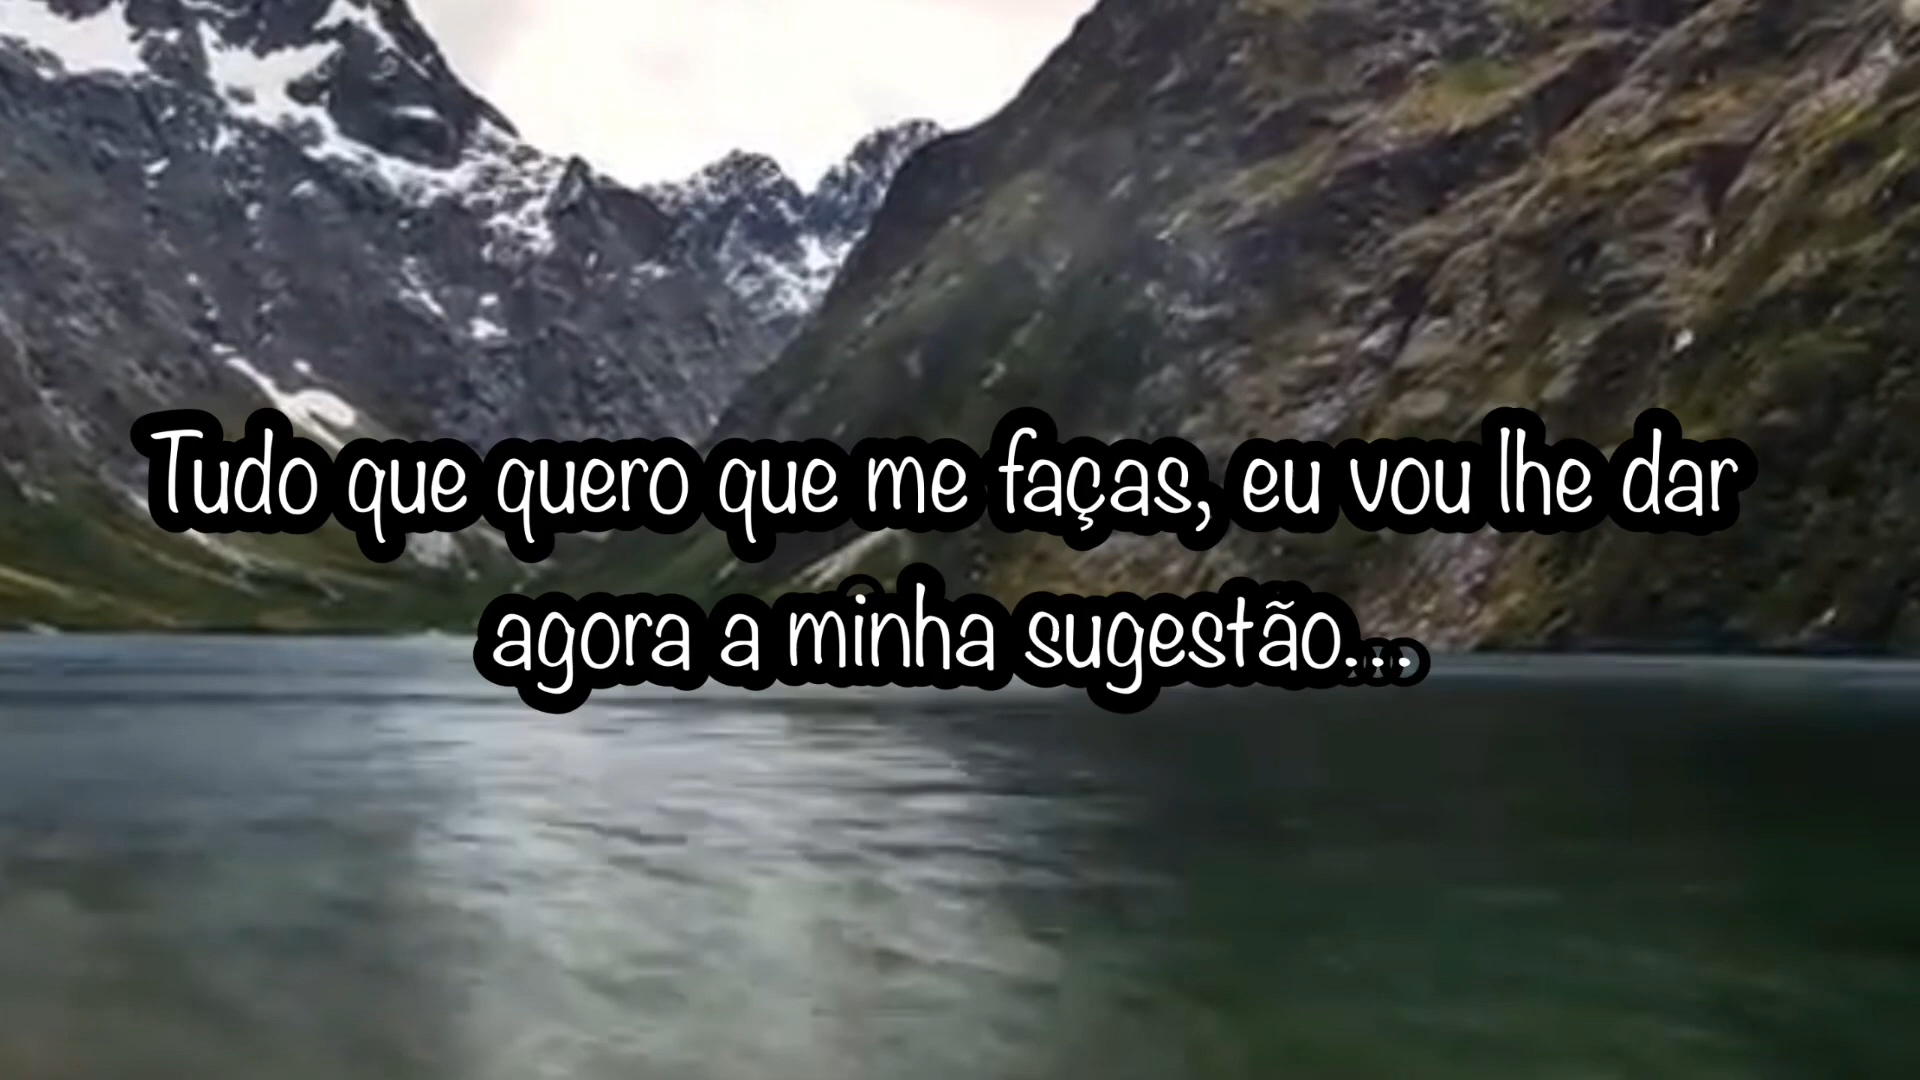 Tudo que quero que me faças, eu vou lhe dar
agora a minha sugestão...